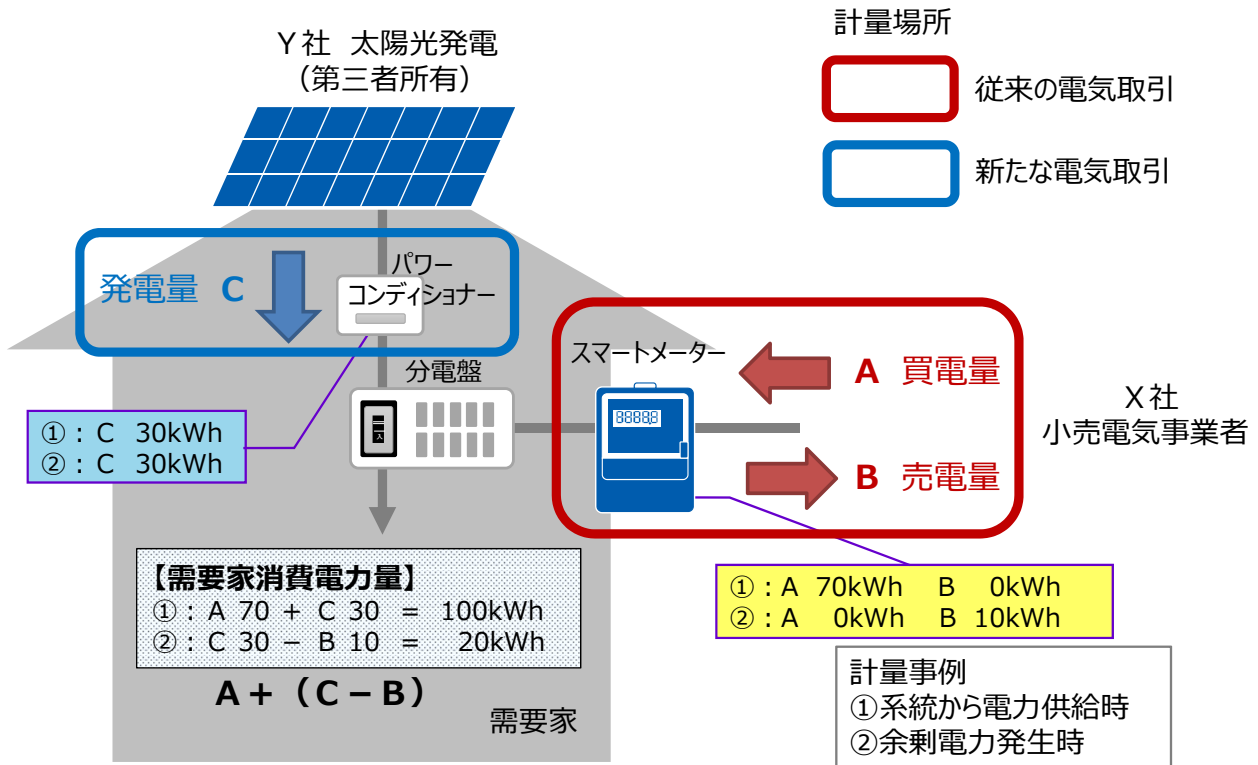 Y社 太陽光発電
（第三者所有）
計量場所
従来の電気取引
新たな電気取引
発電量 C
パワー
コンディショナー
分電盤
スマートメーター
A 買電量
B 売電量
X社
小売電気事業者
①：C 30kWh
②：C 30kWh
【需要家消費電力量】
①：A 70 + C 30 = 100kWh
②：C 30 − B 10 = 20kWh
A＋（C－B）
需要家
①：A 70kWh B 0kWh
②：A 0kWh B 10kWh
計量事例
①系統から電力供給時
②余剰電力発生時